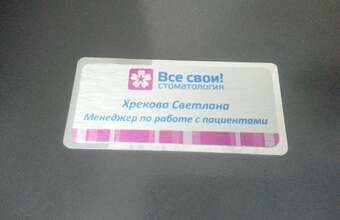 Все свои!
стоматология
Хрекова Светлана
Менеджер по работе с пациентами